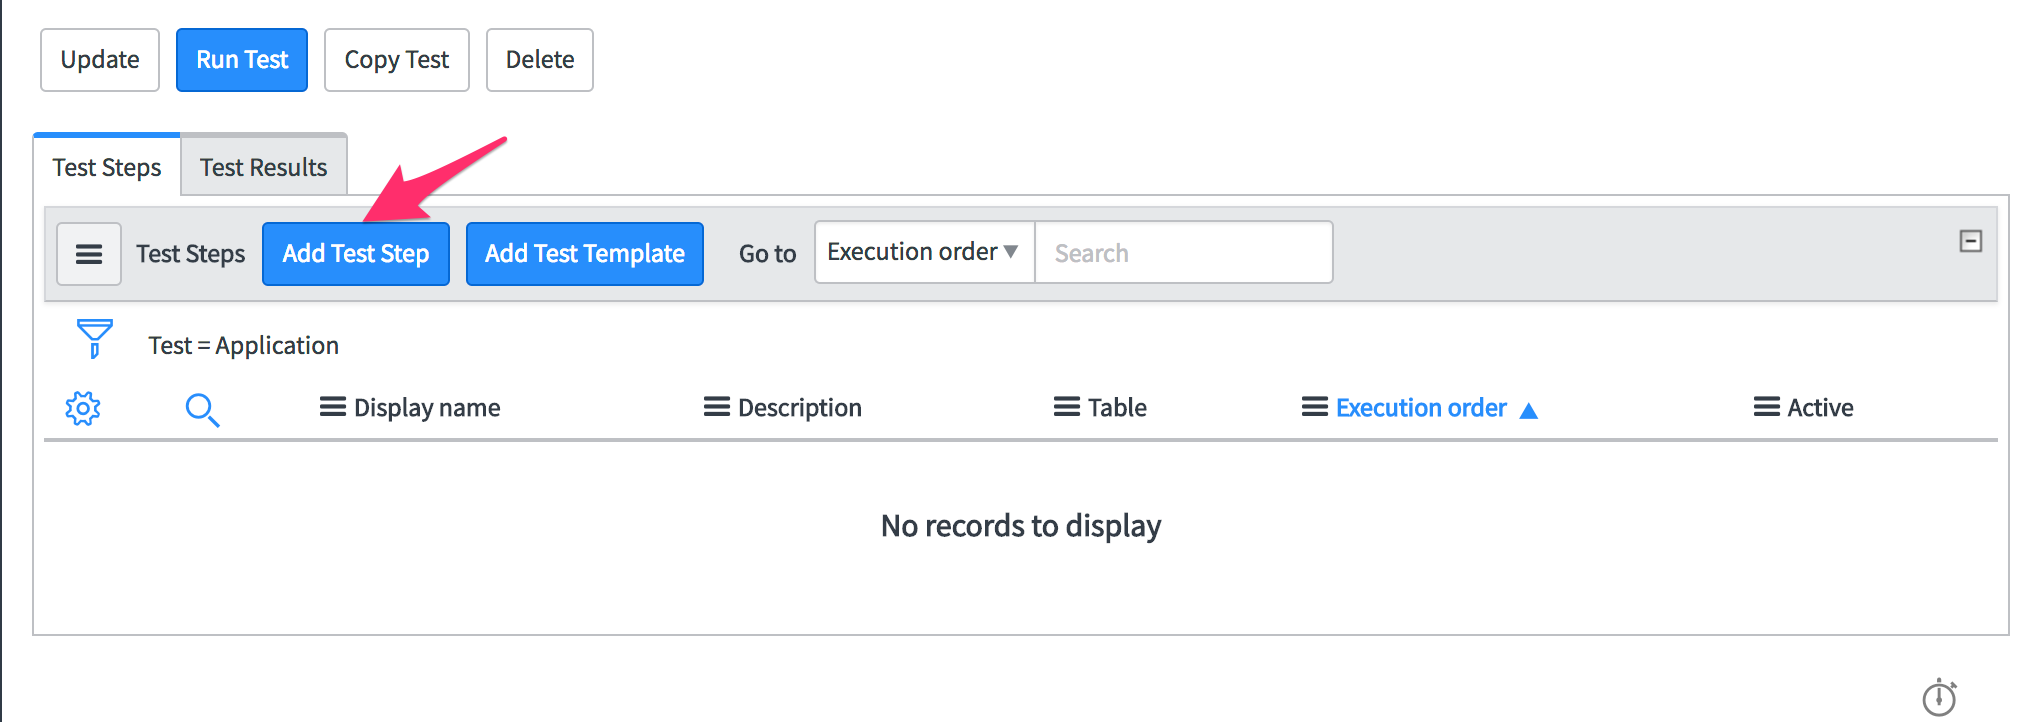 Update Run Test Copy Test Delete
Test Steps Test Results
Test Steps Add Test Step Add Test Template Go to Execution order Search
Test = Application
Display name Description Table Execution order Active
No records to display